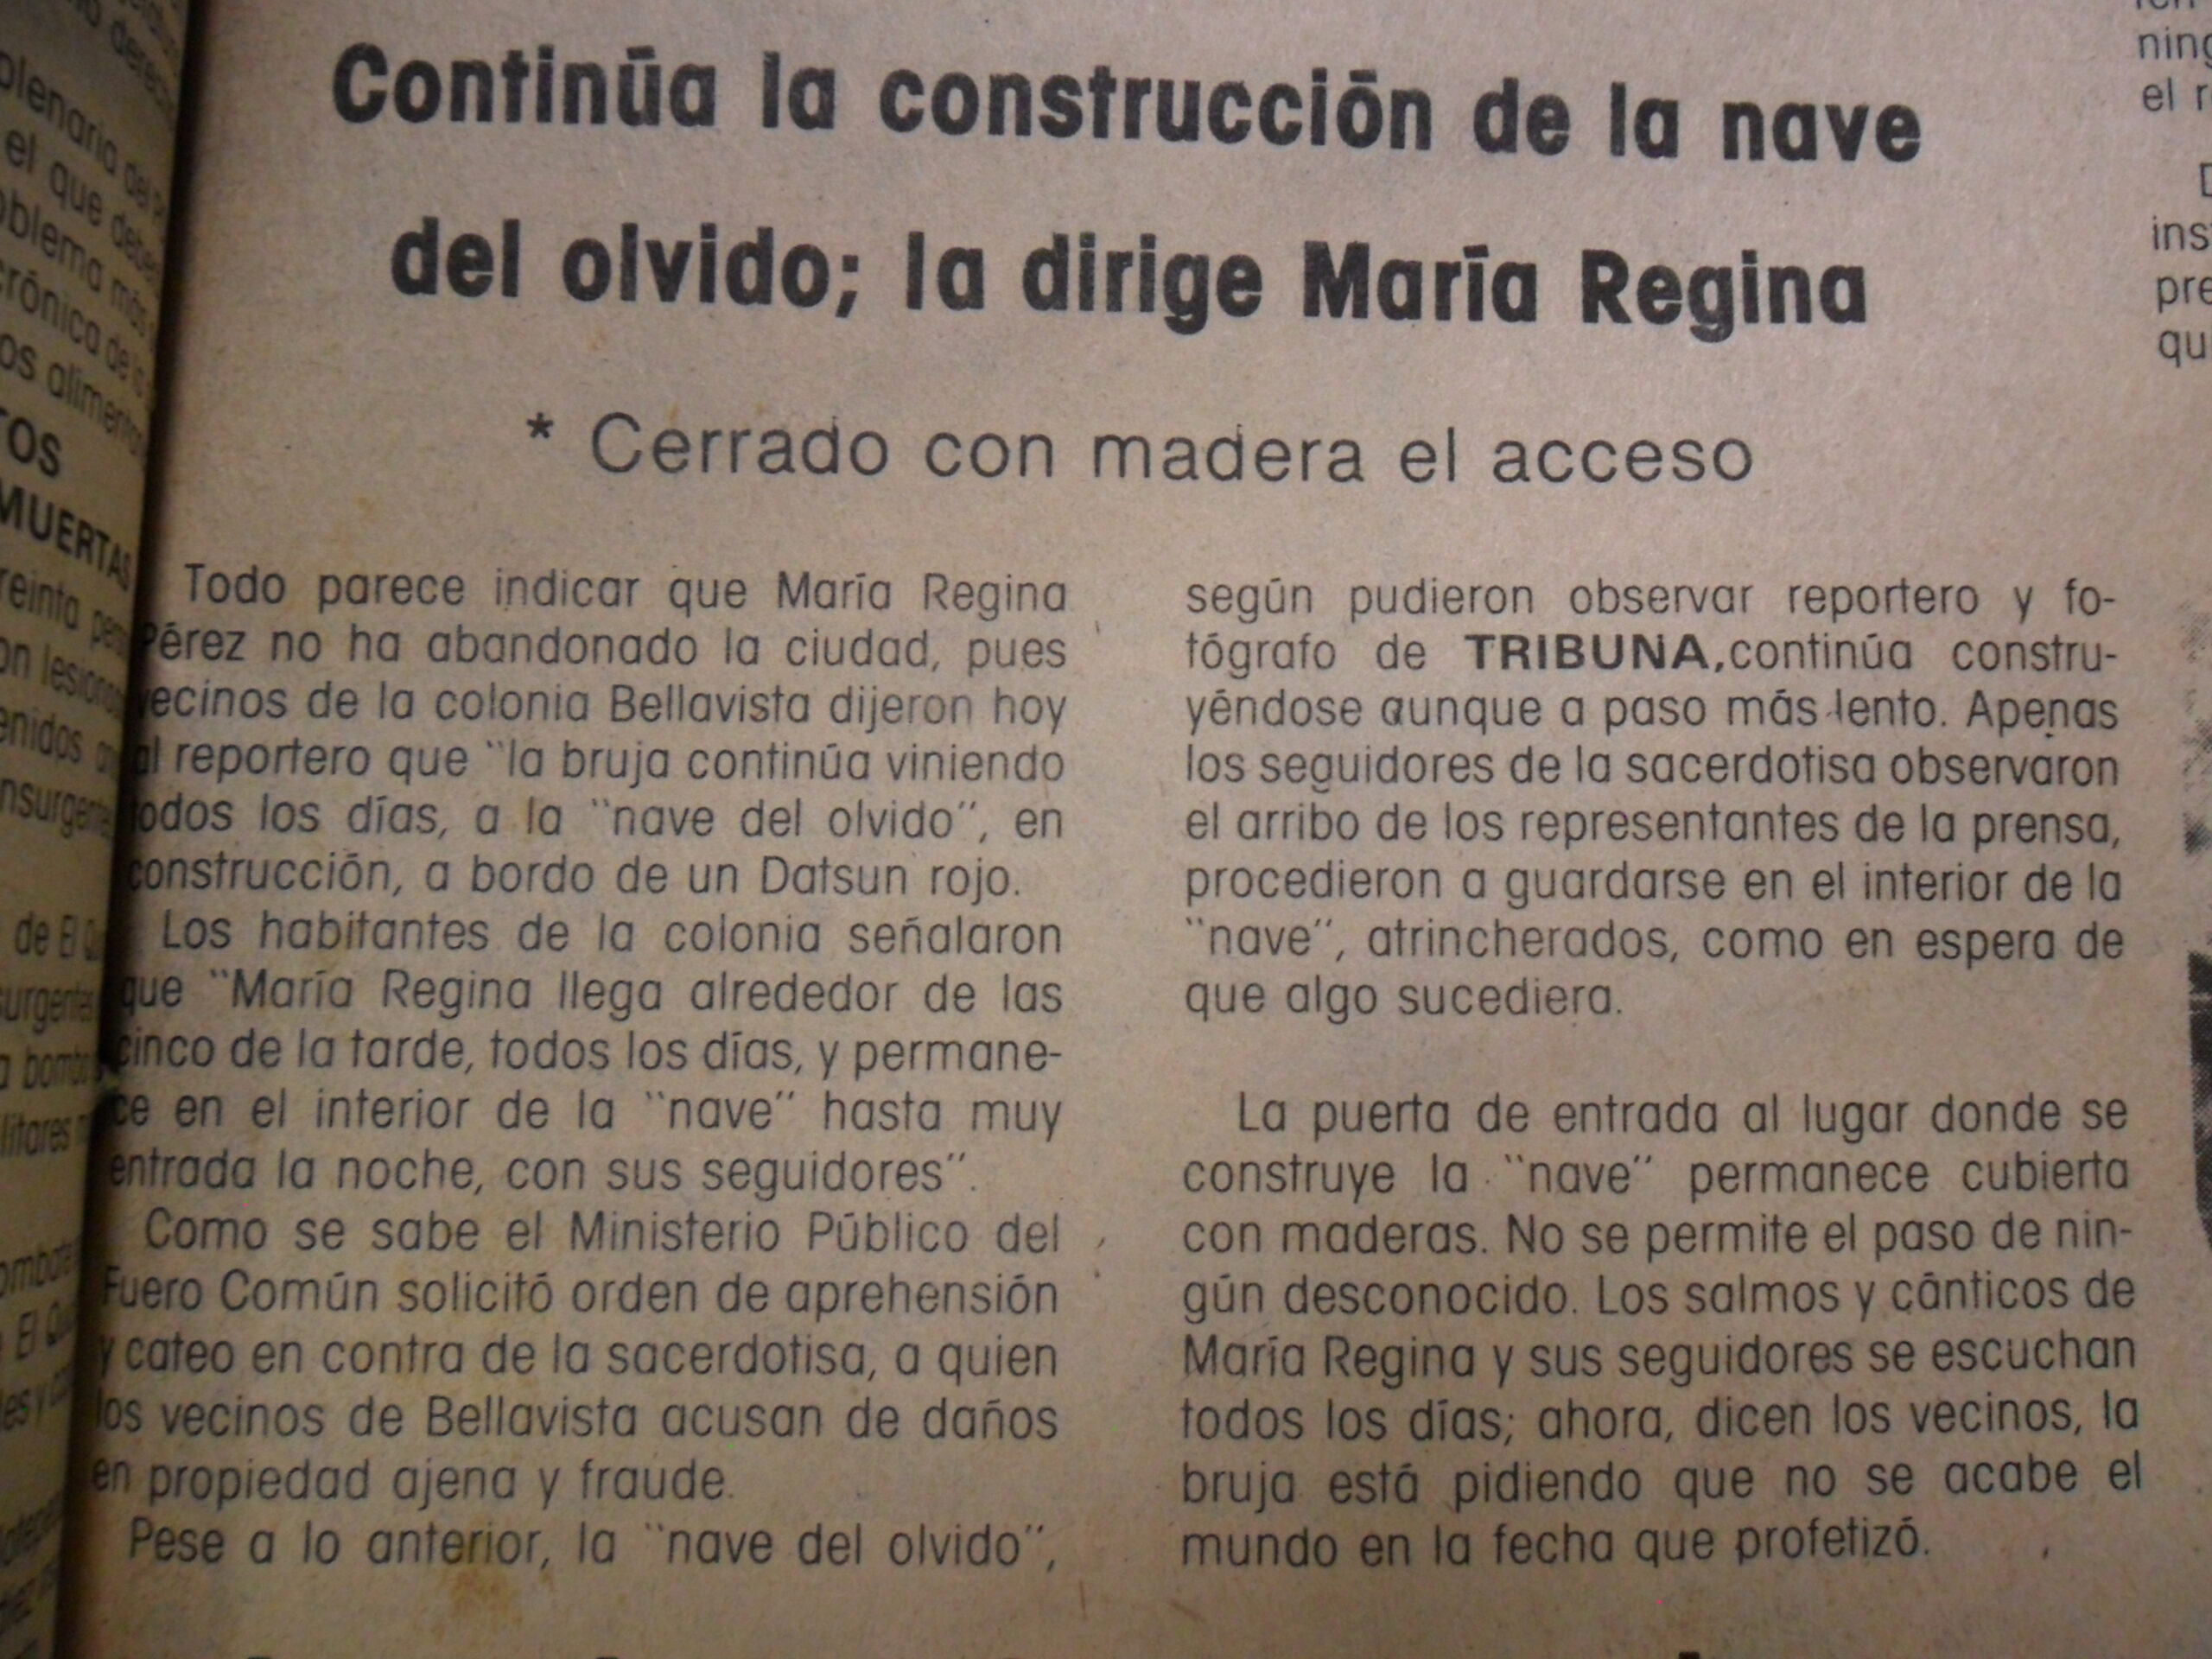 Continúa la construcción de la nave
del olvido; la dirige María Regina
* Cerrado con madera el acceso
Todo parece indicar que María Regina
Pérez no ha abandonado la ciudad, pues
vecinos de la colonia Bellavista dijeron hoy
al reportero que "la bruja continúa viniendo
todos los días, a la "nave del olvido", en
construcción, a bordo de un Datsun rojo.
Los habitantes de la colonia señalaron
que "María Regina llega alrededor de las
cinco de la tarde, todos los días, y permane-
ce en el interior de la "nave" hasta muy
entrada la noche, con sus seguidores".
Como se sabe el Ministerio Público del
Fuero Común solicitó orden de aprehensión
y cateo en contra de la sacerdotisa, a quien
los vecinos de Bellavista acusan de daños
en propiedad ajena y fraude.
Pese a lo anterior, la "nave del olvido",
según pudieron observar reportero y fo-
tógrafo de TRIBUNA,continúa constru-
yéndose aunque a paso más lento. Apenas
los seguidores de la sacerdotisa observaron
el arribo de los representantes de la prensa,
procedieron a guardarse en el interior de la
"nave", atrincherados, como en espera de
que algo sucediera.
La puerta de entrada al lugar donde se
construye la "nave" permanece cubierta
con maderas. No se permite el paso de nin-
gún desconocido. Los salmos y cánticos de
María Regina y sus seguidores se escuchan
todos los días; ahora, dicen los vecinos, la
bruja está pidiendo que no se acabe el
mundo en la fecha que profetizó.